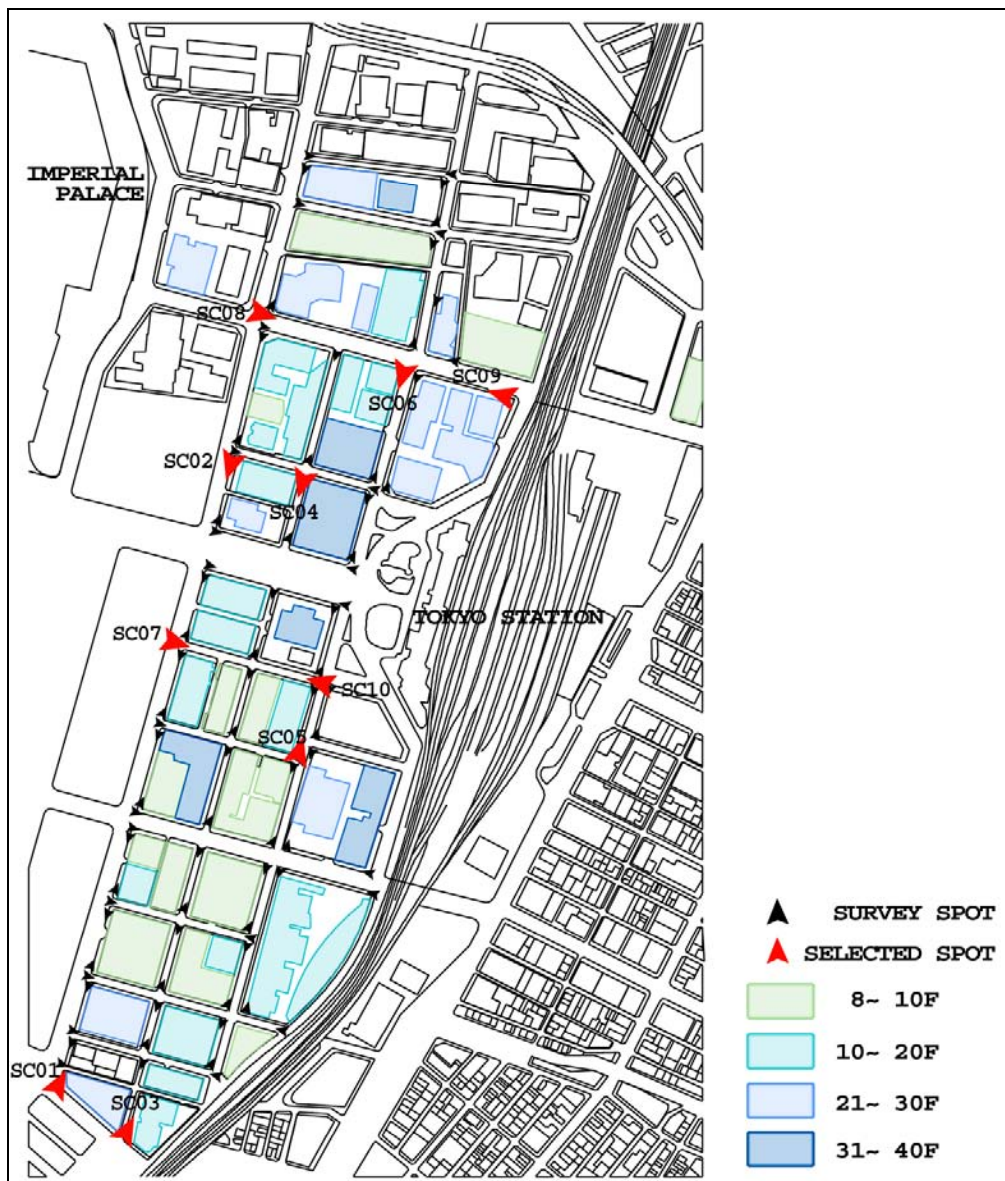 IMPERIAL
PALACE
SC08
SC09
SC06
SC02
SC04
TOKYO STATION
SC07
SC10
SC05
SC01
SC03
SURVEY SPOT
SELECTED SPOT
8~ 10F
10~ 20F
21~ 30F
31~ 40F